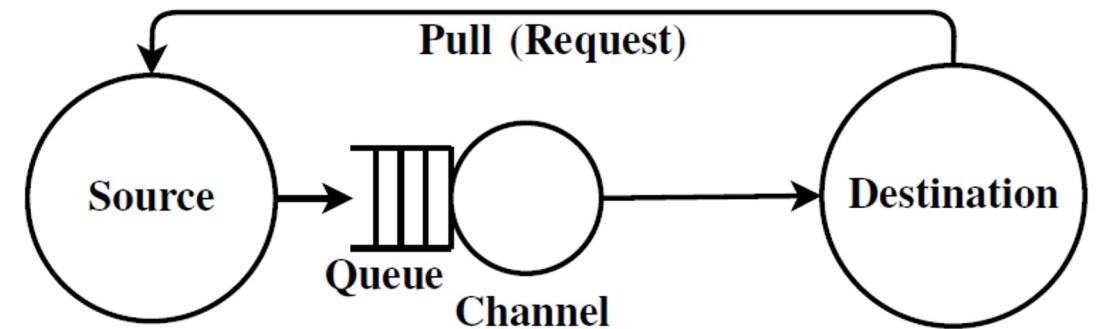 Pull (Request)
Source
Destination
Queue
Channel